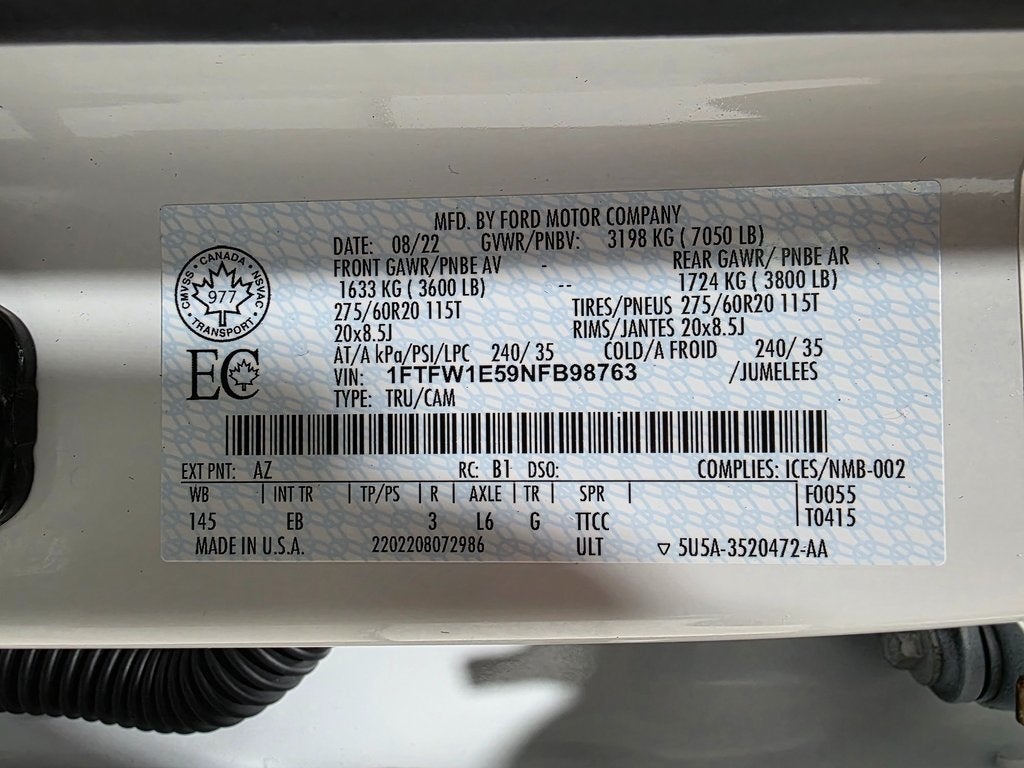 MFD. BY FORD MOTOR COMPANY
DATE: 08/22 GVWR/PNBV: 3198 KG ( 7050 LB)
FRONT GAWR/PNBE AV - REAR GAWR/ PNBE AR
1633 KG ( 3600 LB) -- 1724 KG ( 3800 LB)
275/60R20 115T TIRES/PNEUS 275/60R20 115T
20x8.5J RIMS/JANTES 20x8.5J
AT/A kPa/PSI/LPC 240/ 35 COLD/A FROID 240/ 35
VIN: 1FTFW1E59NFB98763 /JUMELEES
TYPE: TRU/CAM
CMVSS · CANADA · NSVAC
977
· TRANSPORT ·
EC
EXT PNT: AZ RC: B1 DSO: COMPLIES: ICES/NMB-002
WB INT TR TP/PS R AXLE TR SPR F0055
145 EB 3 L6 G TTCC T0415
MADE IN U.S.A. 2202208072986 ULT ▽ 5U5A-3520472-AA